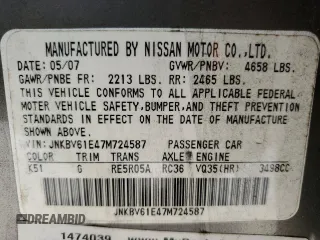 MANUFACTURED BY NISSAN MOTOR CO.,LTD.
DATE: 05/07 GVWR/PNBV: 4658 LBS.
GAWR/PNBE FR: 2213 LBS. RR: 2465 LBS.
THIS VEHICLE CONFORMS TO ALL APPLICABLE FEDERAL
MOTOR VEHICLE SAFETY, BUMPER, AND THEFT PREVENTION
STANDARDS IN EFFECT ON THE DATE OF MANUFACTURE
SHOWN ABOVE.
VIN: JNKBV61E47M724587 PASSENGER CAR
COLOR TRIM TRANS AXLE ENGINE
K51 G RE5R05A RC36 VQ35(HR) 3498CC
JNKBV61E47M724587
DREAMBID
1474039